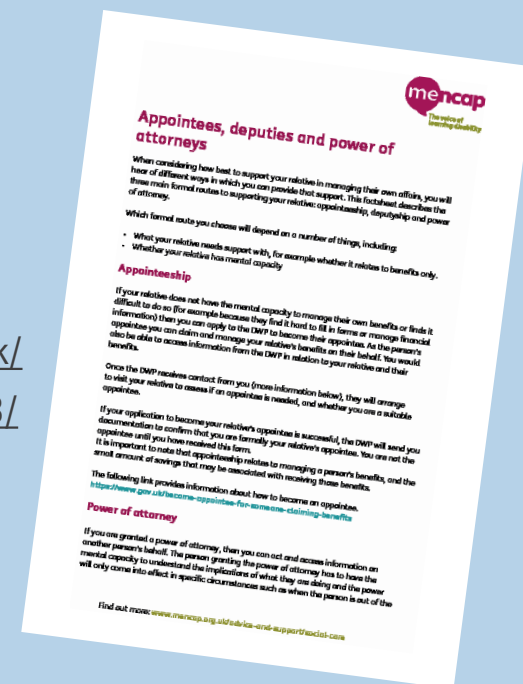 mencap
The voice of
learning disability
Appointees, deputies and power of
attorneys
When considering how best to support your relative in managing their own affairs, you will
hear of different ways in which you can provide that support. This factsheet describes the
three main formal routes to supporting your relative: appointeeship, deputyship and power
of attorney.
Which formal route you choose will depend on a number of things, including:
• What your relative needs support with, for example whether it relates to benefits only.
• Whether your relative has mental capacity
Appointeeship
If your relative does not have the mental capacity to manage their own benefits or finds it
difficult to do so (for example because they find it hard to fill in forms or manage financial
information) then you can apply to the DWP to become their appointee. As the person's
appointee you can claim and manage your relative's benefits on their behalf. You would
also be able to access information from the DWP in relation to your relative and their
benefits.
k/
3/
Once the DWP receives contact from you (more information below), they will arrange
to visit your relative to assess if an appointee is needed, and whether you are a suitable
appointee.
If your application to become your relative's appointee is successful, the DWP will send you
documentation to confirm that you are formally your relative's appointee. You are not the
appointee until you have received this form.
It is important to note that appointeeship relates to managing a person's benefits, and the
small amount of savings that may be associated with receiving those benefits.
The following link provides information about how to become an appointee.
https://www.gov.uk/become-appointee-for-someone-claiming-benefits
Power of attorney
If you are granted a power of attorney, then you can act and access information on
another person's behalf. The person granting the power of attorney has to have the
mental capacity to understand the implications of what they are doing and the power
will only come into effect in specific circumstances such as when the person is out of the
Find out more: www.mencap.org.uk/advice-and-support/social-care